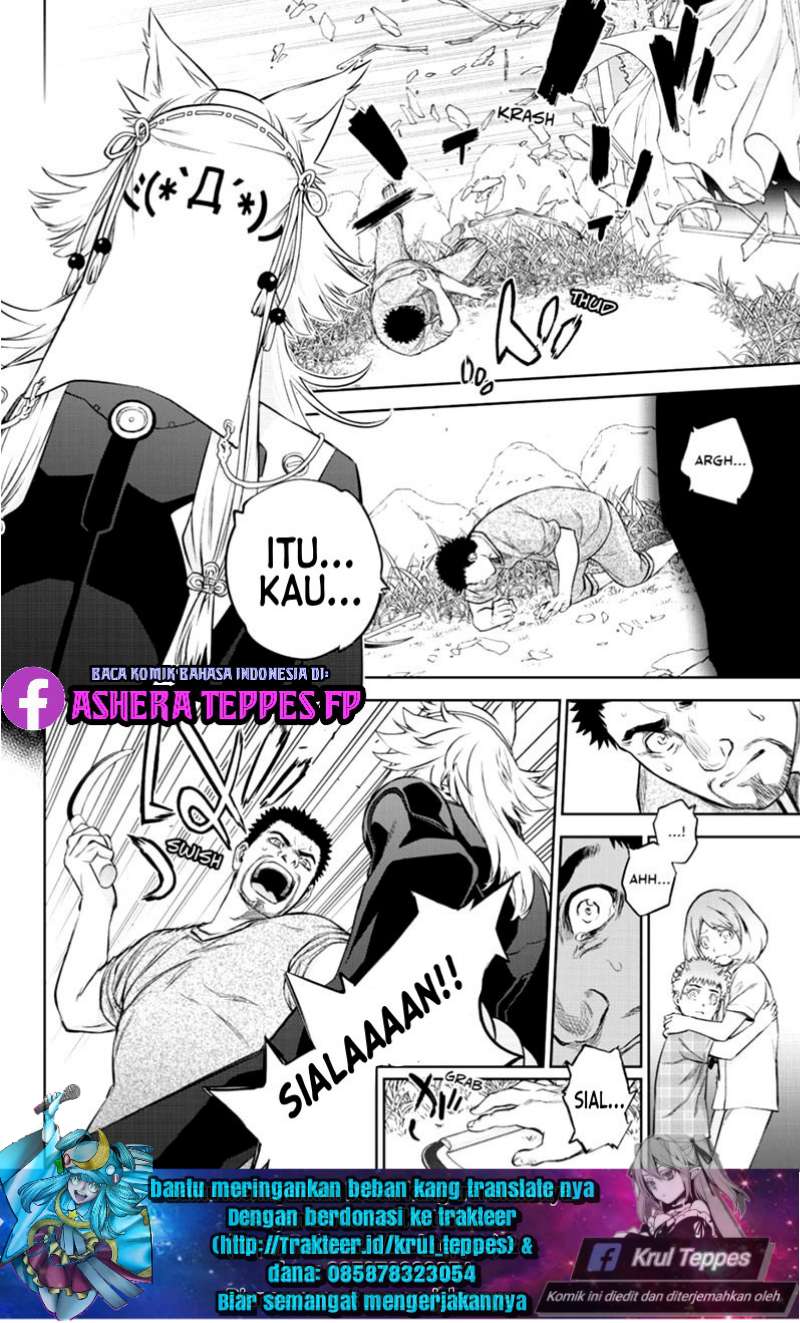 KRASH
THUD
(*`Д´*)
ARGH...
ITU...
KAU...
BACA KOMIK BAHASA INDONESIA DI:
ASHERA TEPPES FP
...!
AHH...
SWISH
SIALAAAAN!!
GRAB
SIAL...
bantu meringankan beban kang translate nya
Dengan berdonasi ke trakteer
(http://Trakteer.id/krul_teppes) &
dana: 085878323054
Biar semangat mengerjakannya
Krul Teppes
Komik ini diedit dan diterjemahkan oleh